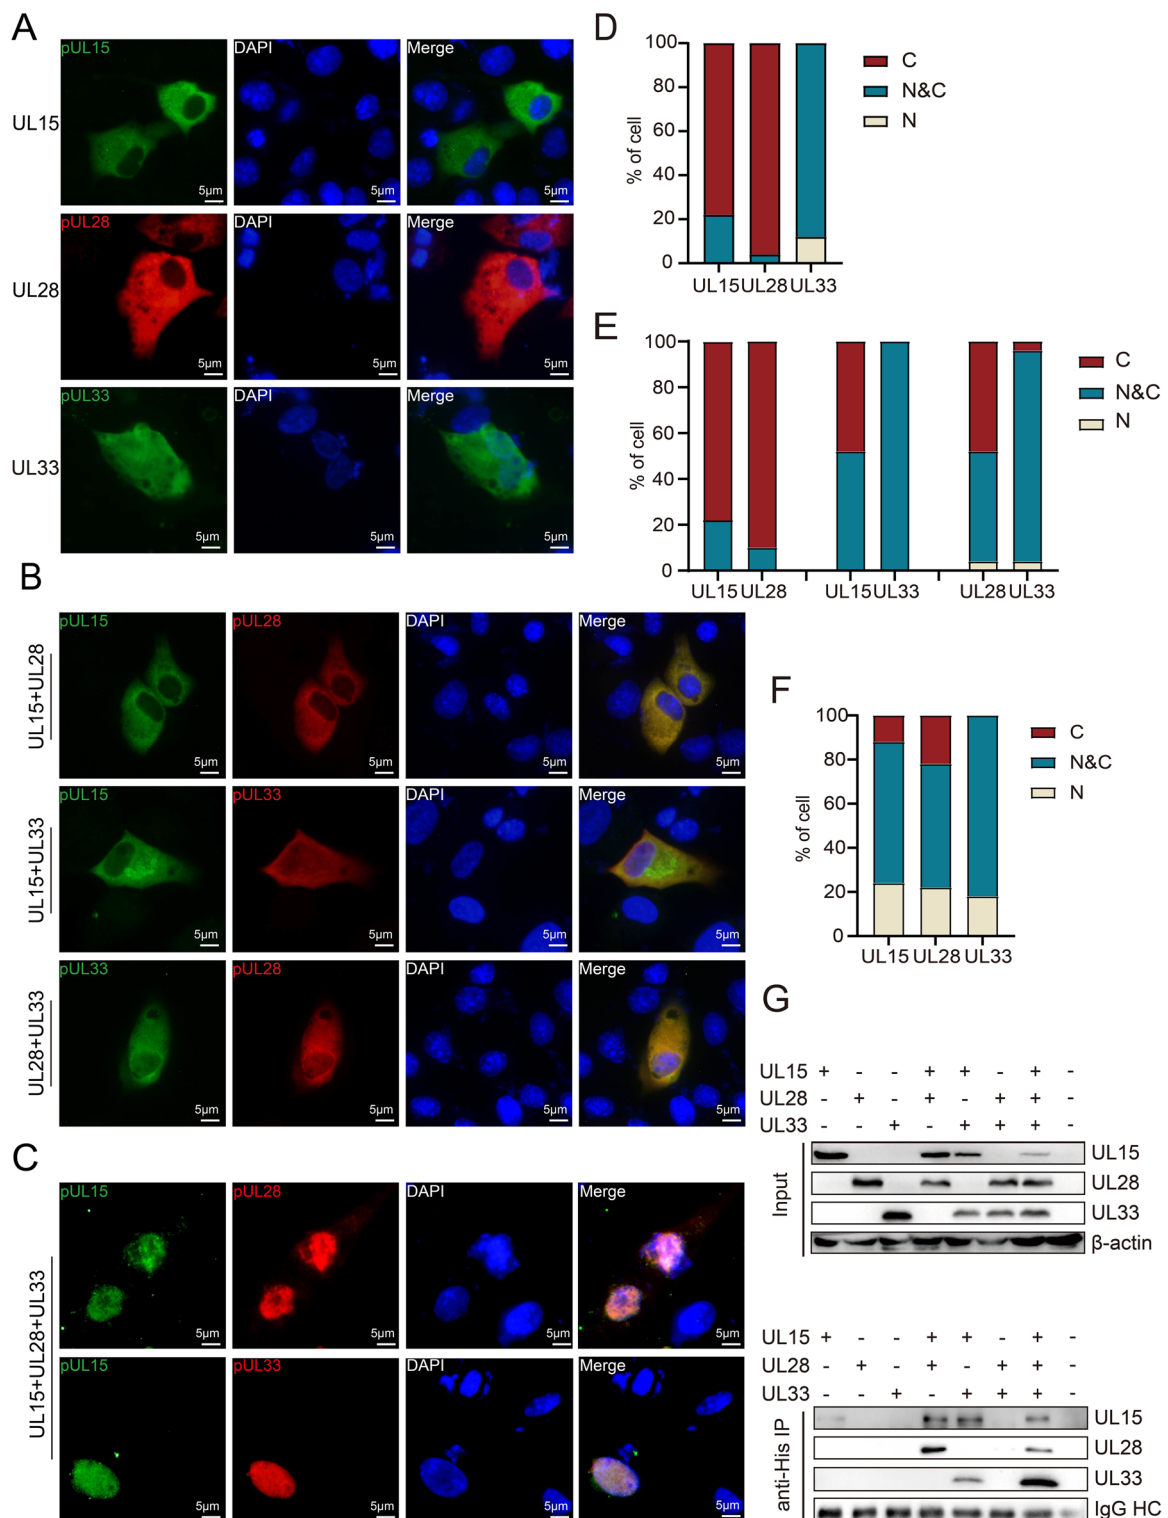 A
pUL15 DAPI Merge
UL15
5μm 5μm 5μm
pUL28 DAPI Merge
UL28
5μm 5μm 5μm
pUL33 DAPI Merge
UL33
5μm 5μm 5μm
B
pUL15 pUL28 DAPI Merge
UL15+UL28
5μm 5μm 5μm 5μm
pUL15 pUL33 DAPI Merge
UL15+UL33
5μm 5μm 5μm 5μm
pUL33 pUL28 DAPI Merge
UL28+UL33
5μm 5μm 5μm 5μm
C
pUL15 pUL28 DAPI Merge
5μm 5μm 5μm 5μm
UL15+UL28+UL33
pUL15 pUL33 DAPI Merge
5μm 5μm 5μm 5μm
D
% of cell
100
80
60
40
20
0
UL15 UL28 UL33
C
N&C
N
E
% of cell
100
80
60
40
20
0
UL15 UL28 UL15 UL33 UL28 UL33
C
N&C
N
F
% of cell
100
80
60
40
20
0
UL15 UL28 UL33
C
N&C
N
G
UL15 + - - + + - + -
UL28 - + - + - + + -
UL33 - - + - + + + -
Input
UL15
UL28
UL33
β-actin
UL15 + - - + + - + -
UL28 - + - + - + + -
UL33 - - + - + + + -
anti-His IP
UL15
UL28
UL33
IgG HC